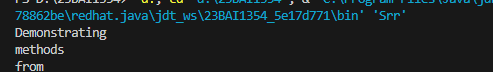 78862be\redhat.java\jdt_ws\23BAI1354_5e17d771\bin' 'Srr'
Demonstrating
methods
from